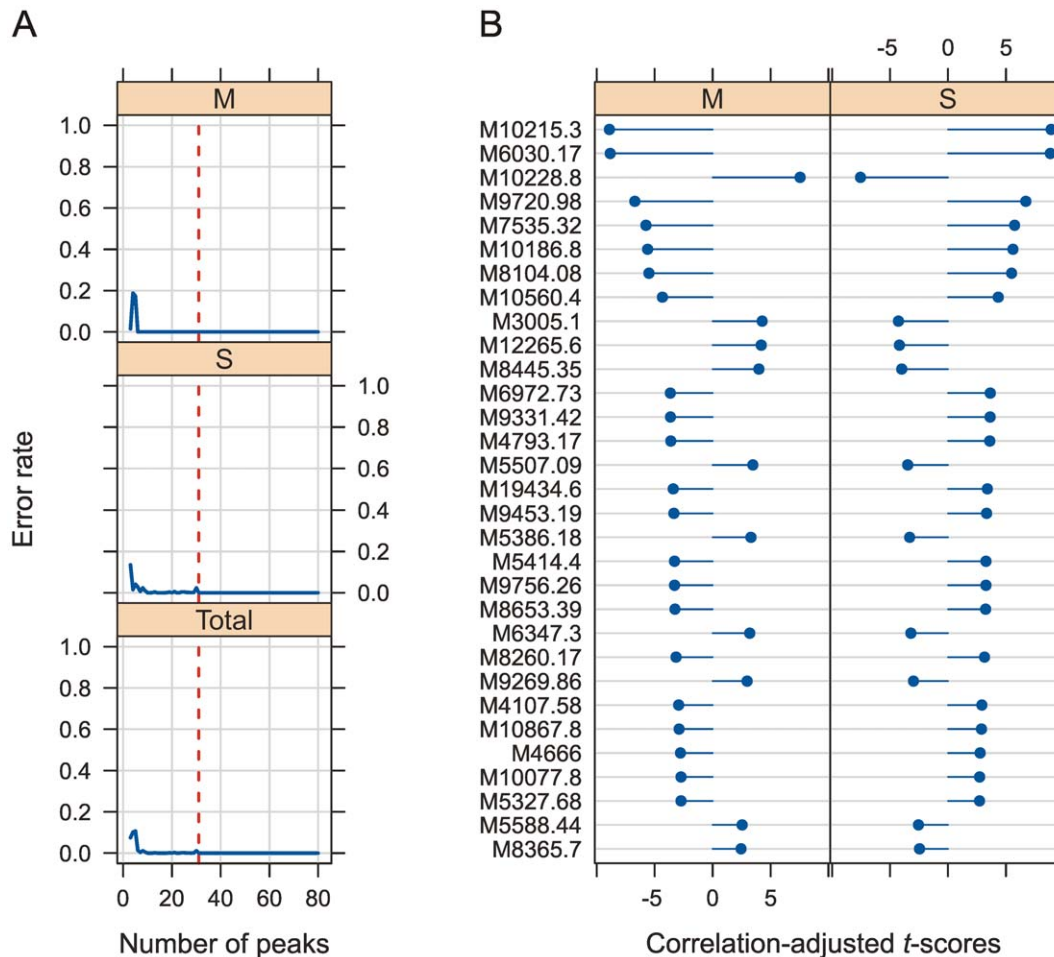 A
M
1.0
0.8
0.6
0.4
0.2
0.0
S
1.0
0.8
0.6
0.4
0.2
0.0
Total
1.0
0.8
0.6
0.4
0.2
0.0
0 20 40 60 80
Number of peaks
Error rate
B
-5 0 5
M S
M10215.3
M6030.17
M10228.8
M9720.98
M7535.32
M10186.8
M8104.08
M10560.4
M3005.1
M12265.6
M8445.35
M6972.73
M9331.42
M4793.17
M5507.09
M19434.6
M9453.19
M5386.18
M5414.4
M9756.26
M8653.39
M6347.3
M8260.17
M9269.86
M4107.58
M10867.8
M4666
M10077.8
M5327.68
M5588.44
M8365.7
-5 0 5
Correlation-adjusted t-scores